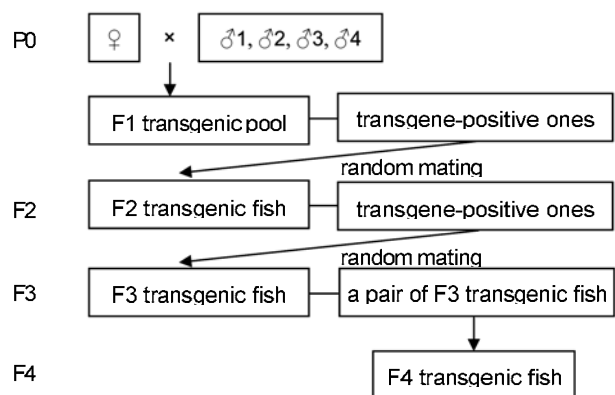 P0
♀ × ♂1, ♂2, ♂3, ♂4
F1 transgenic pool transgene-positive ones
random mating
F2 F2 transgenic fish transgene-positive ones
random mating
F3 F3 transgenic fish a pair of F3 transgenic fish
F4 F4 transgenic fish